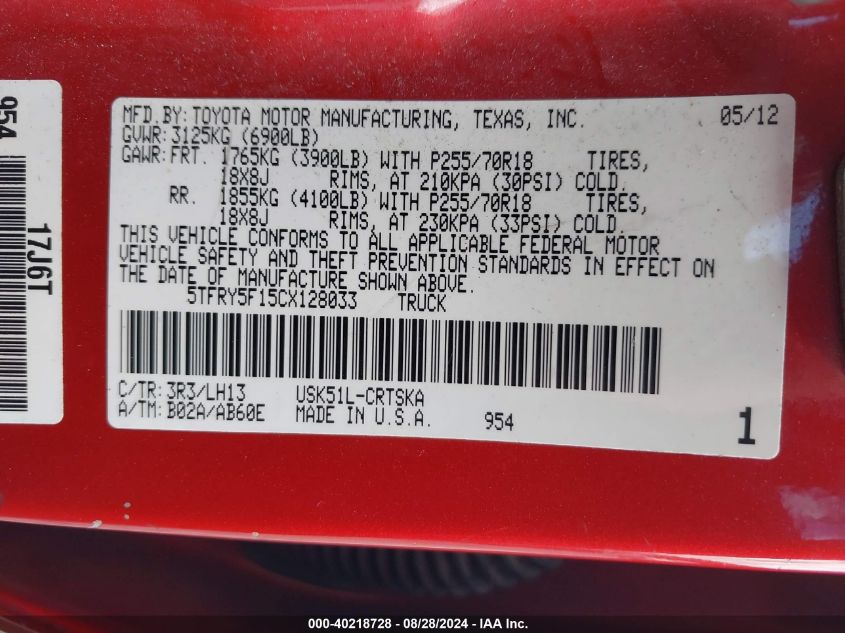 MFD.BY: TOYOTA MOTOR MANUFACTURING, TEXAS, INC. 05/12
GVWR: 3125KG (6900LB)
GAWR: FRT. 1765KG (3900LB) WITH P255/70R18 TIRES,
18X8J RIMS, AT 210KPA (30PSI) COLD.
RR. 1855KG (4100LB) WITH P255/70R18 TIRES,
18X8J RIMS, AT 230KPA (33PSI) COLD.
THIS VEHICLE CONFORMS TO ALL APPLICABLE FEDERAL MOTOR
VEHICLE SAFETY AND THEFT PREVENTION STANDARDS IN EFFECT ON
THE DATE OF MANUFACTURE SHOWN ABOVE.
5TFRY5F15CX128033 TRUCK
C/TR: 3R3/LH13 USK51L-CRTSKA
A/TM: B02A/AB60E MADE IN U.S.A. 954 1
954
17J6T
000-40218728 - 08/28/2024 - IAA Inc.